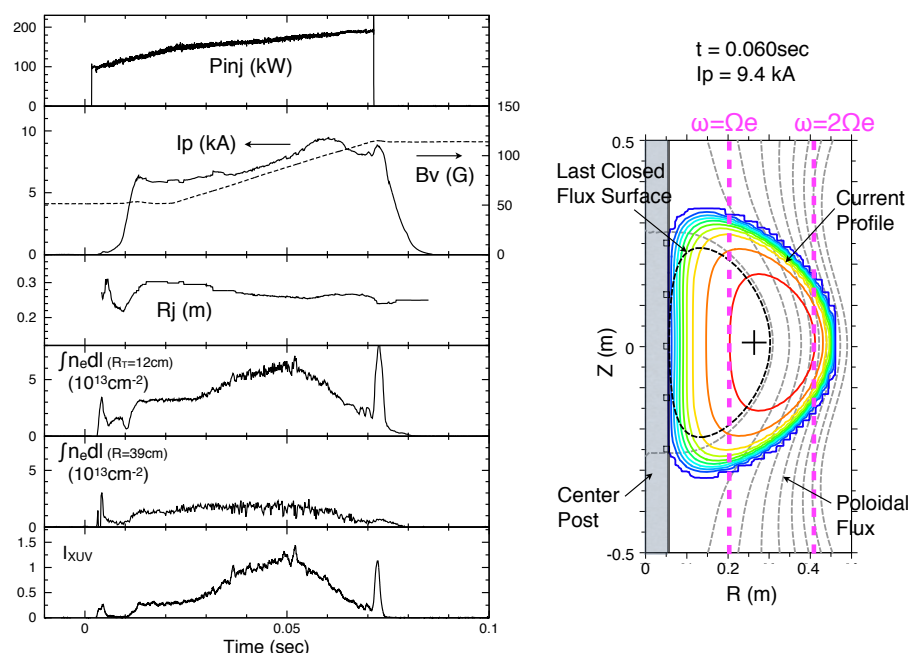 200
100
0
Pinj (kW)
150
10
5
0
Ip (kA)
Bv (G)
100
50
0
0.3
0.2
Rj (m)
∫nedl (RT=12cm)
(10^13cm-2)
5
0
∫nedl (R=39cm)
(10^13cm-2)
5
0
IXUV
1.5
1
0.5
0
0
0.05
0.1
Time (sec)
t = 0.060sec
Ip = 9.4 kA
ω=Ωe
ω=2Ωe
0.5
0
-0.5
Z (m)
Last Closed
Flux Surface
Current
Profile
Center
Post
Poloidal
Flux
0
0.2
0.4
R (m)